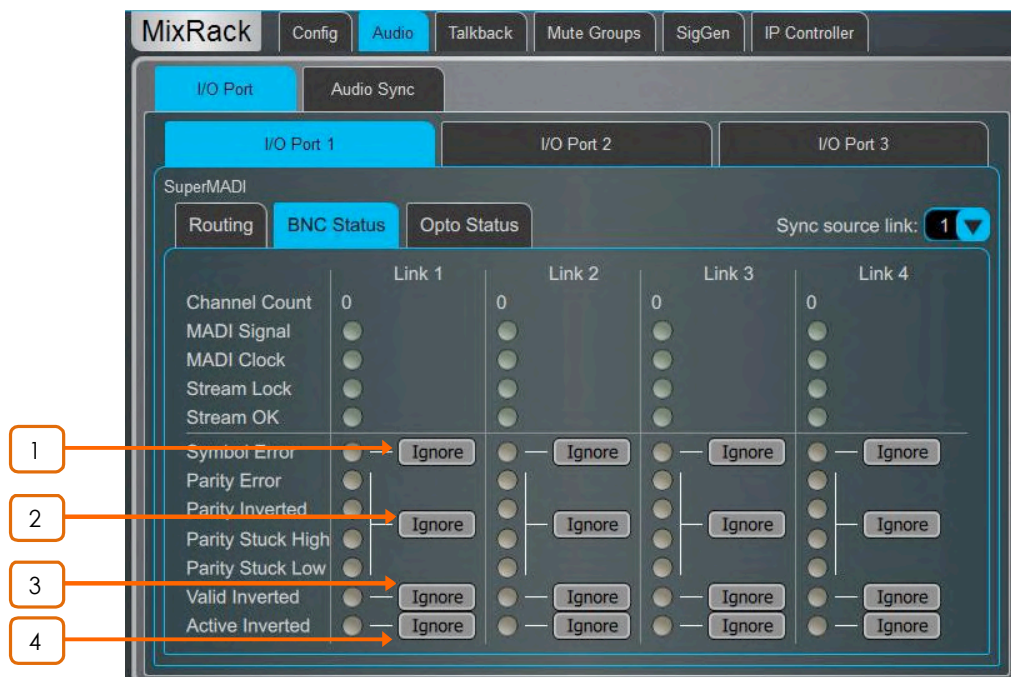 MixRack Config Audio Talkback Mute Groups SigGen IP Controller
I/O Port Audio Sync
I/O Port 1 I/O Port 2 I/O Port 3
SuperMADI
Routing BNC Status Opto Status Sync source link: 1
Link 1 Link 2 Link 3 Link 4
Channel Count 0 0 0 0
MADI Signal
MADI Clock
Stream Lock
Stream OK
1 Symbol Error Ignore Ignore Ignore Ignore
Parity Error
Parity Inverted
2 Ignore Ignore Ignore Ignore
Parity Stuck High
Parity Stuck Low
3 Valid Inverted Ignore Ignore Ignore Ignore
4 Active Inverted Ignore Ignore Ignore Ignore